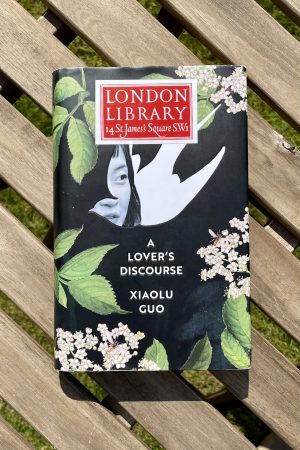 LONDON
LIBRARY
14 St James's Square SW1
A
LOVER'S
DISCOURSE
XIAOLU
GUO